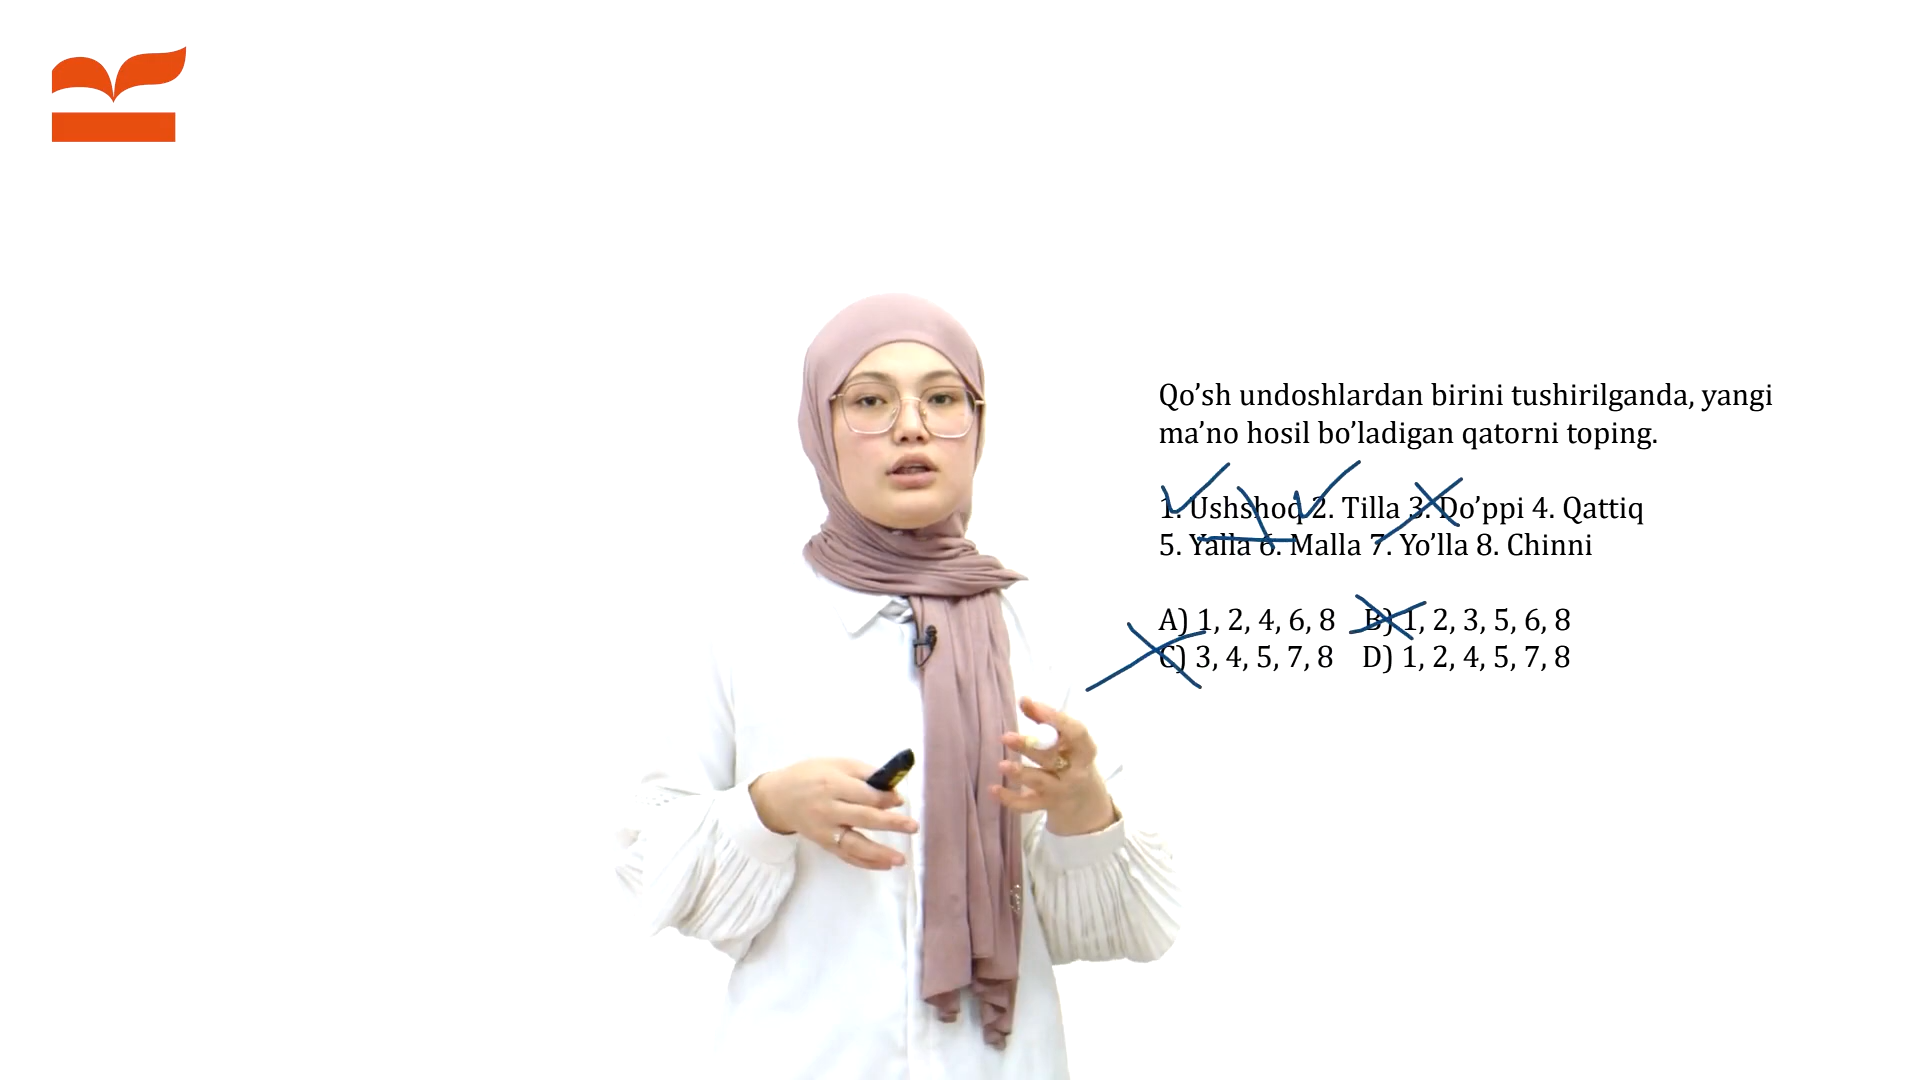 Qo’sh undoshlardan birini tushirilganda, yangi
ma’no hosil bo’ladigan qatorni toping.
1. Ushshoq 2. Tilla 3. Do’ppi 4. Qattiq
5. Yalla 6. Malla 7. Yo’lla 8. Chinni
A) 1, 2, 4, 6, 8 B) 1, 2, 3, 5, 6, 8
C) 3, 4, 5, 7, 8 D) 1, 2, 4, 5, 7, 8